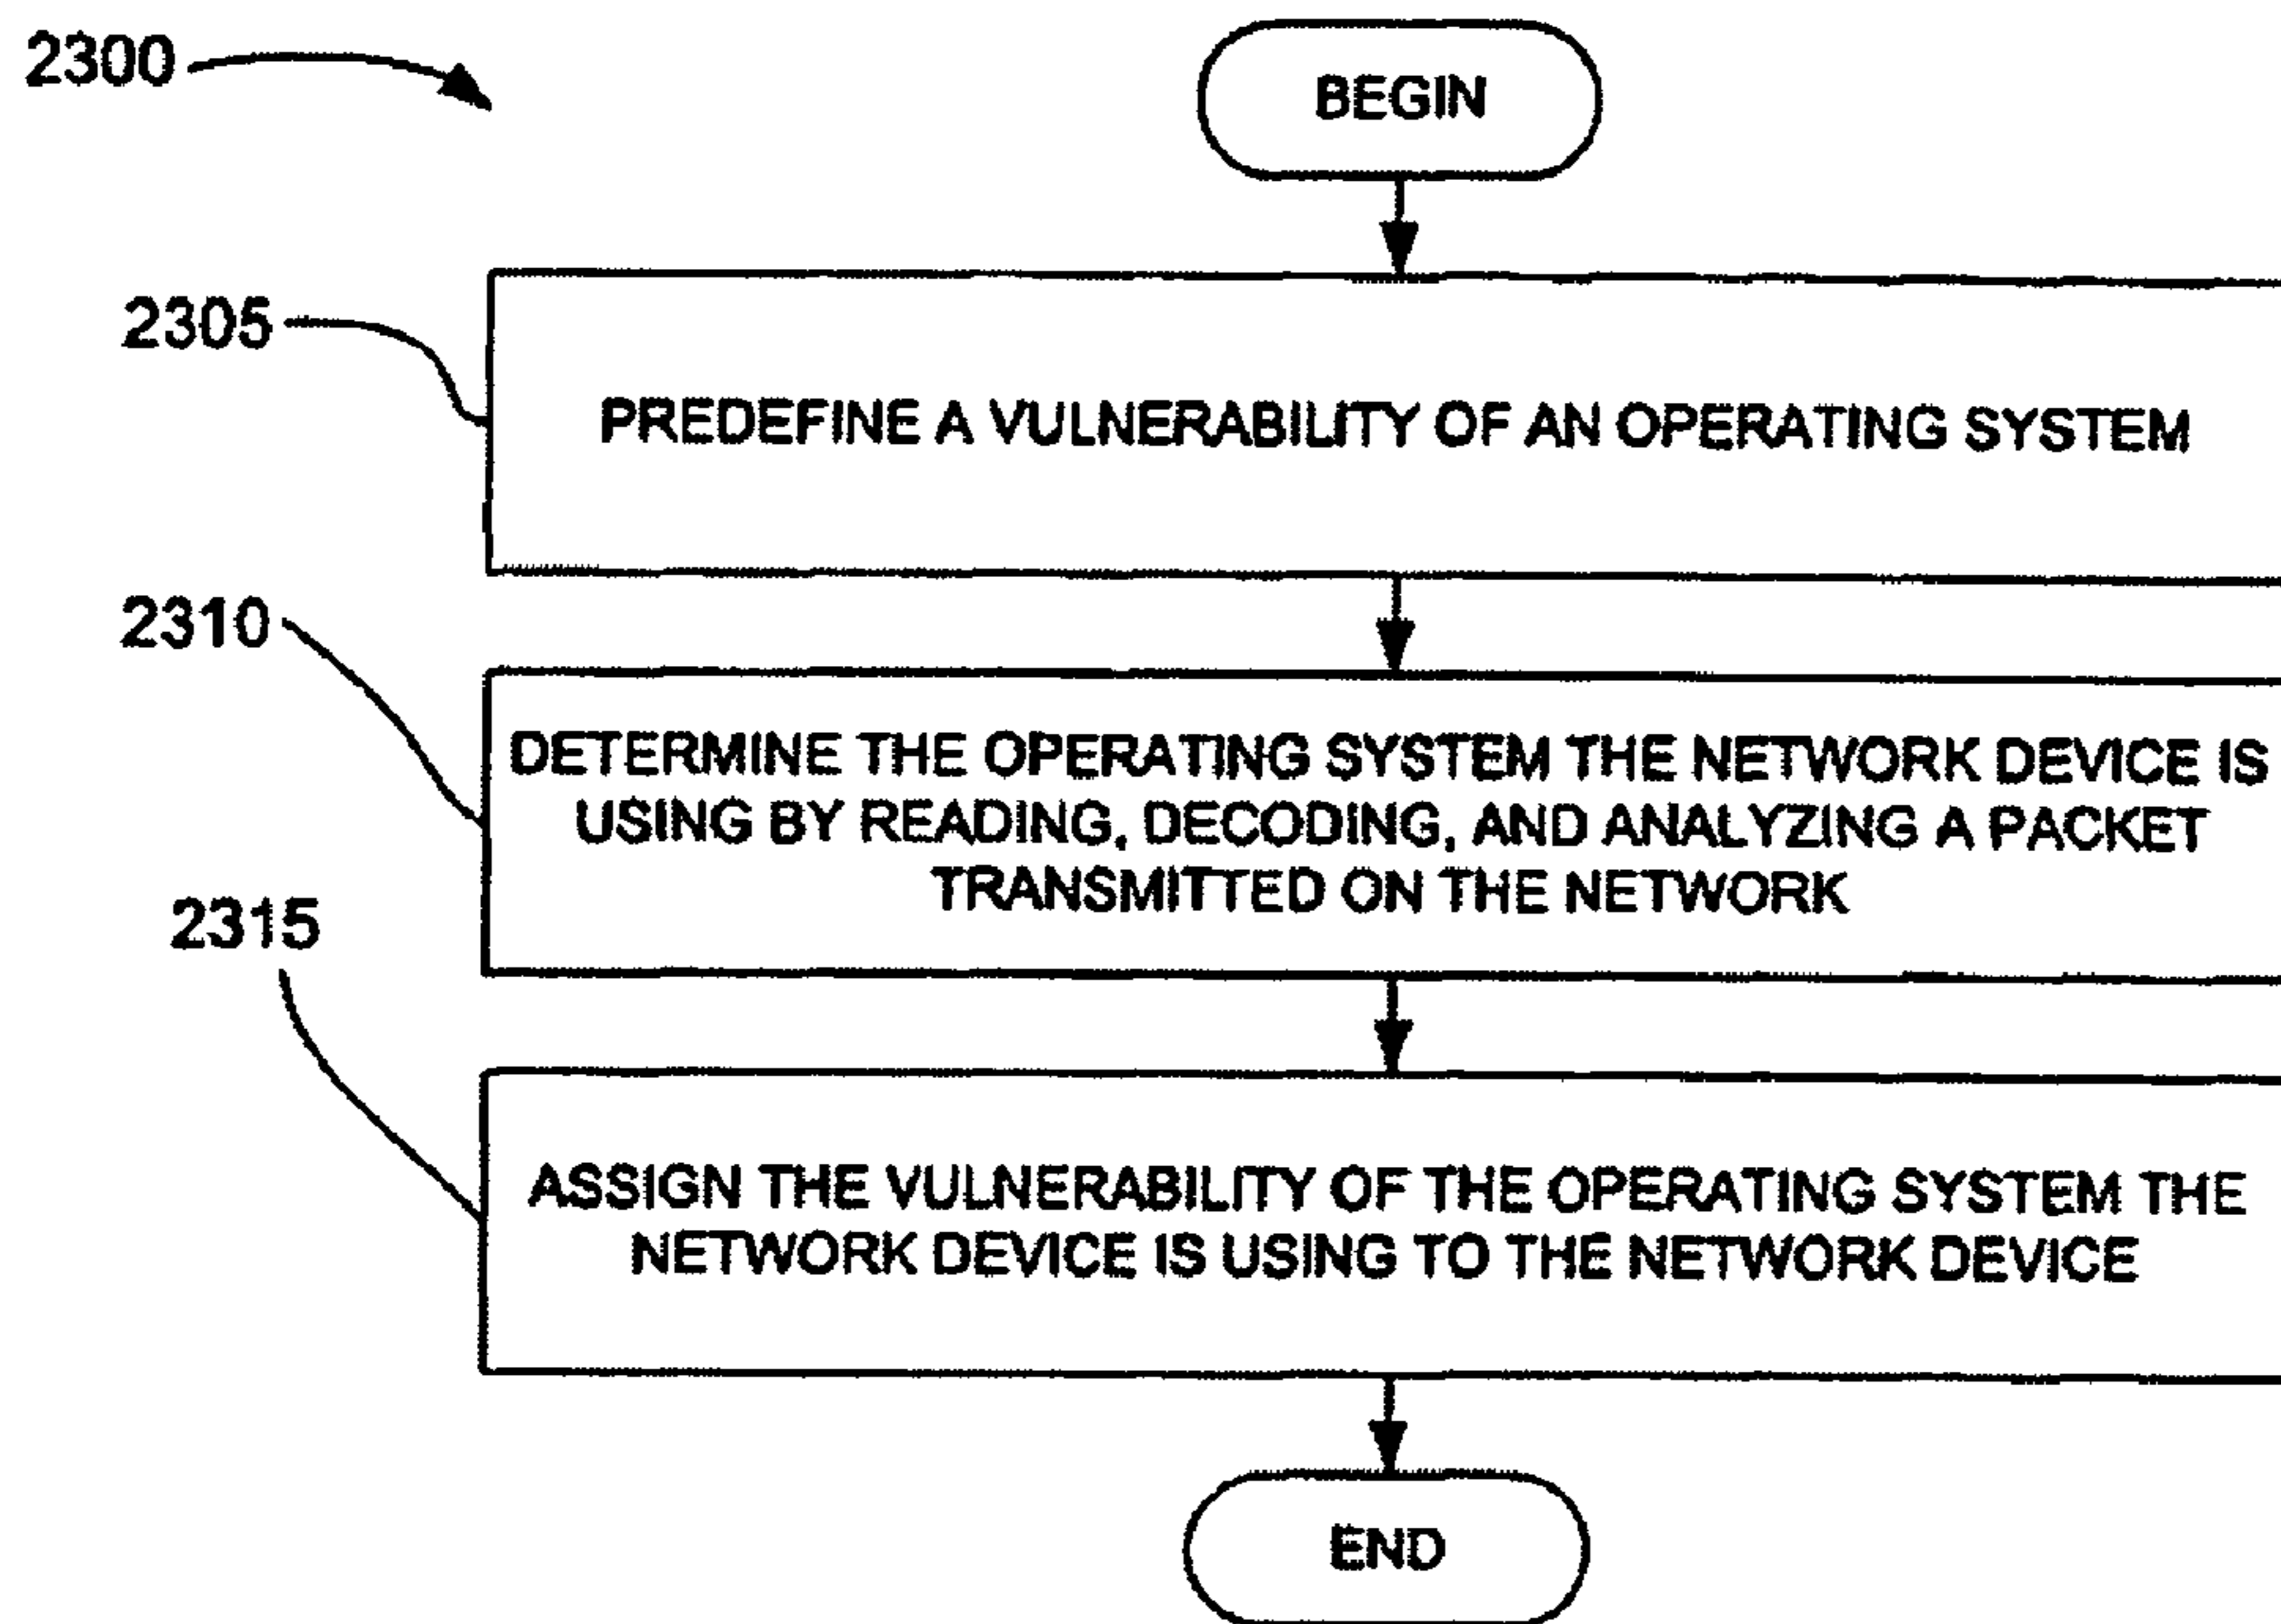 2300
BEGIN
2305
PREDEFINE A VULNERABILITY OF AN OPERATING SYSTEM
2310
DETERMINE THE OPERATING SYSTEM THE NETWORK DEVICE IS
USING BY READING, DECODING, AND ANALYZING A PACKET
TRANSMITTED ON THE NETWORK
2315
ASSIGN THE VULNERABILITY OF THE OPERATING SYSTEM THE
NETWORK DEVICE IS USING TO THE NETWORK DEVICE
END